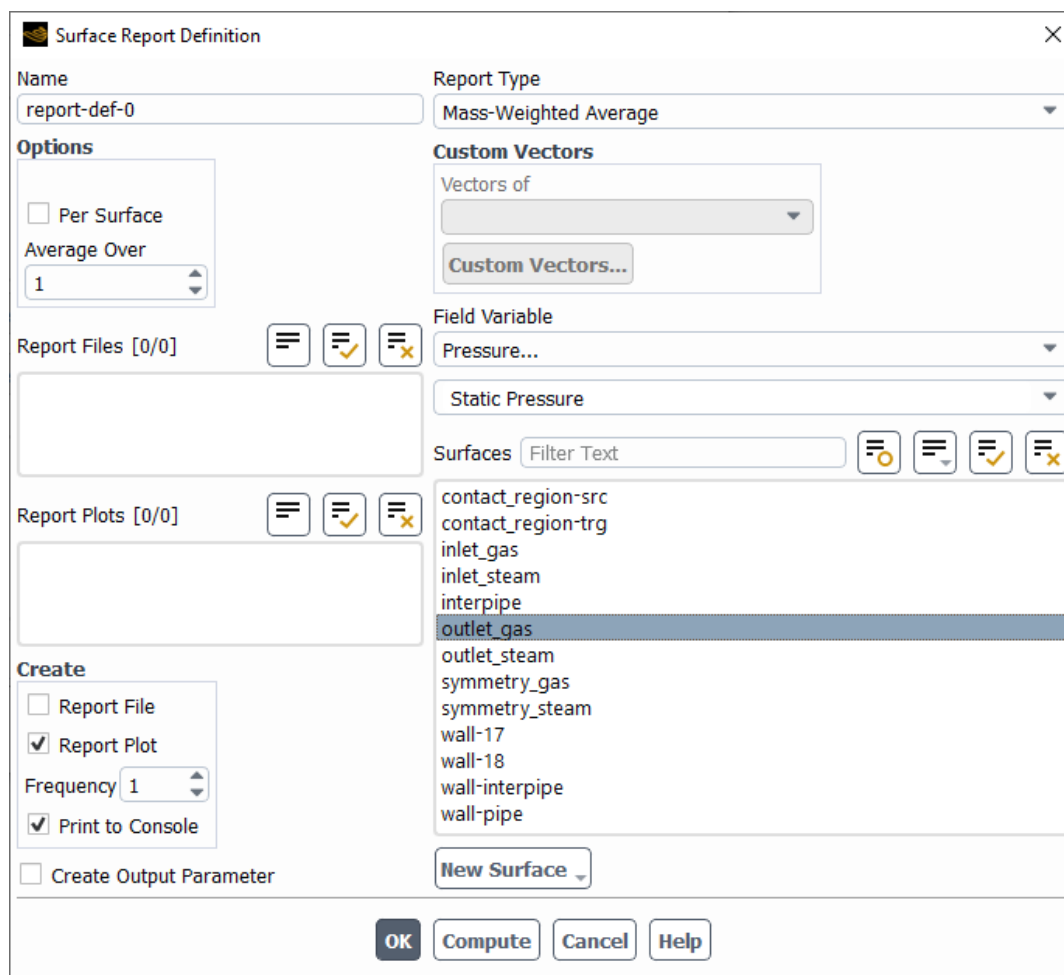 Surface Report Definition
Name
report-def-0
Options
Per Surface
Average Over
1
Report Files [0/0]
Report Plots [0/0]
Create
Report File
Report Plot
Frequency 1
Print to Console
Create Output Parameter
Report Type
Mass-Weighted Average
Custom Vectors
Vectors of
Custom Vectors...
Field Variable
Pressure...
Static Pressure
Surfaces Filter Text
contact_region-src
contact_region-trg
inlet_gas
inlet_steam
interpipe
outlet_gas
outlet_steam
symmetry_gas
symmetry_steam
wall-17
wall-18
wall-interpipe
wall-pipe
New Surface
OK Compute Cancel Help